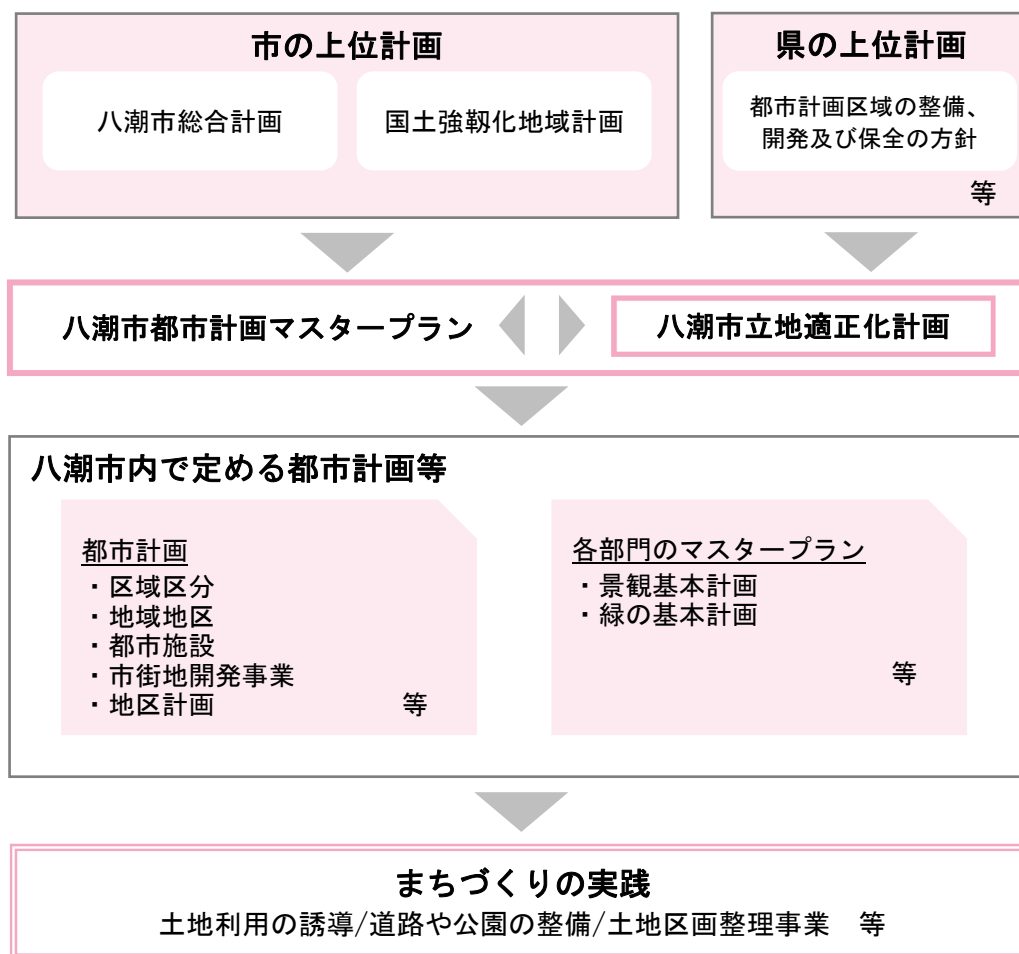 市の上位計画
八潮市総合計画
国土強靱化地域計画
県の上位計画
都市計画区域の整備、
開発及び保全の方針
等
八潮市都市計画マスタープラン
八潮市立地適正化計画
八潮市内で定める都市計画等
都市計画
・区域区分
・地域地区
・都市施設
・市街地開発事業
・地区計画 等
各部門のマスタープラン
・景観基本計画
・緑の基本計画
等
まちづくりの実践
土地利用の誘導/道路や公園の整備/土地区画整理事業　等